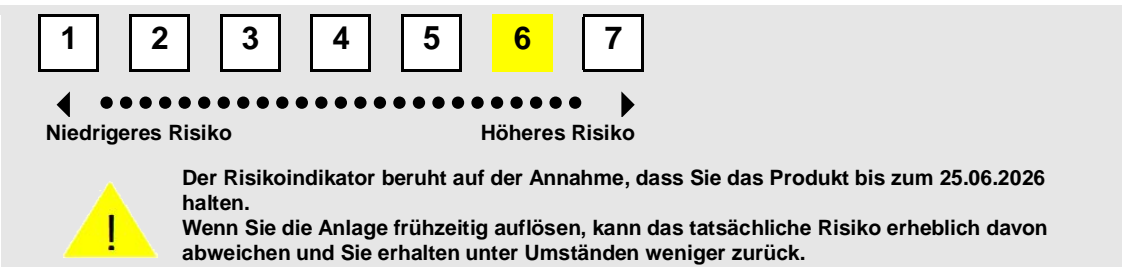 1 2 3 4 5 6 7
Niedrigeres Risiko Höheres Risiko
Der Risikoindikator beruht auf der Annahme, dass Sie das Produkt bis zum 25.06.2026
halten.
Wenn Sie die Anlage frühzeitig auflösen, kann das tatsächliche Risiko erheblich davon
abweichen und Sie erhalten unter Umständen weniger zurück.
!